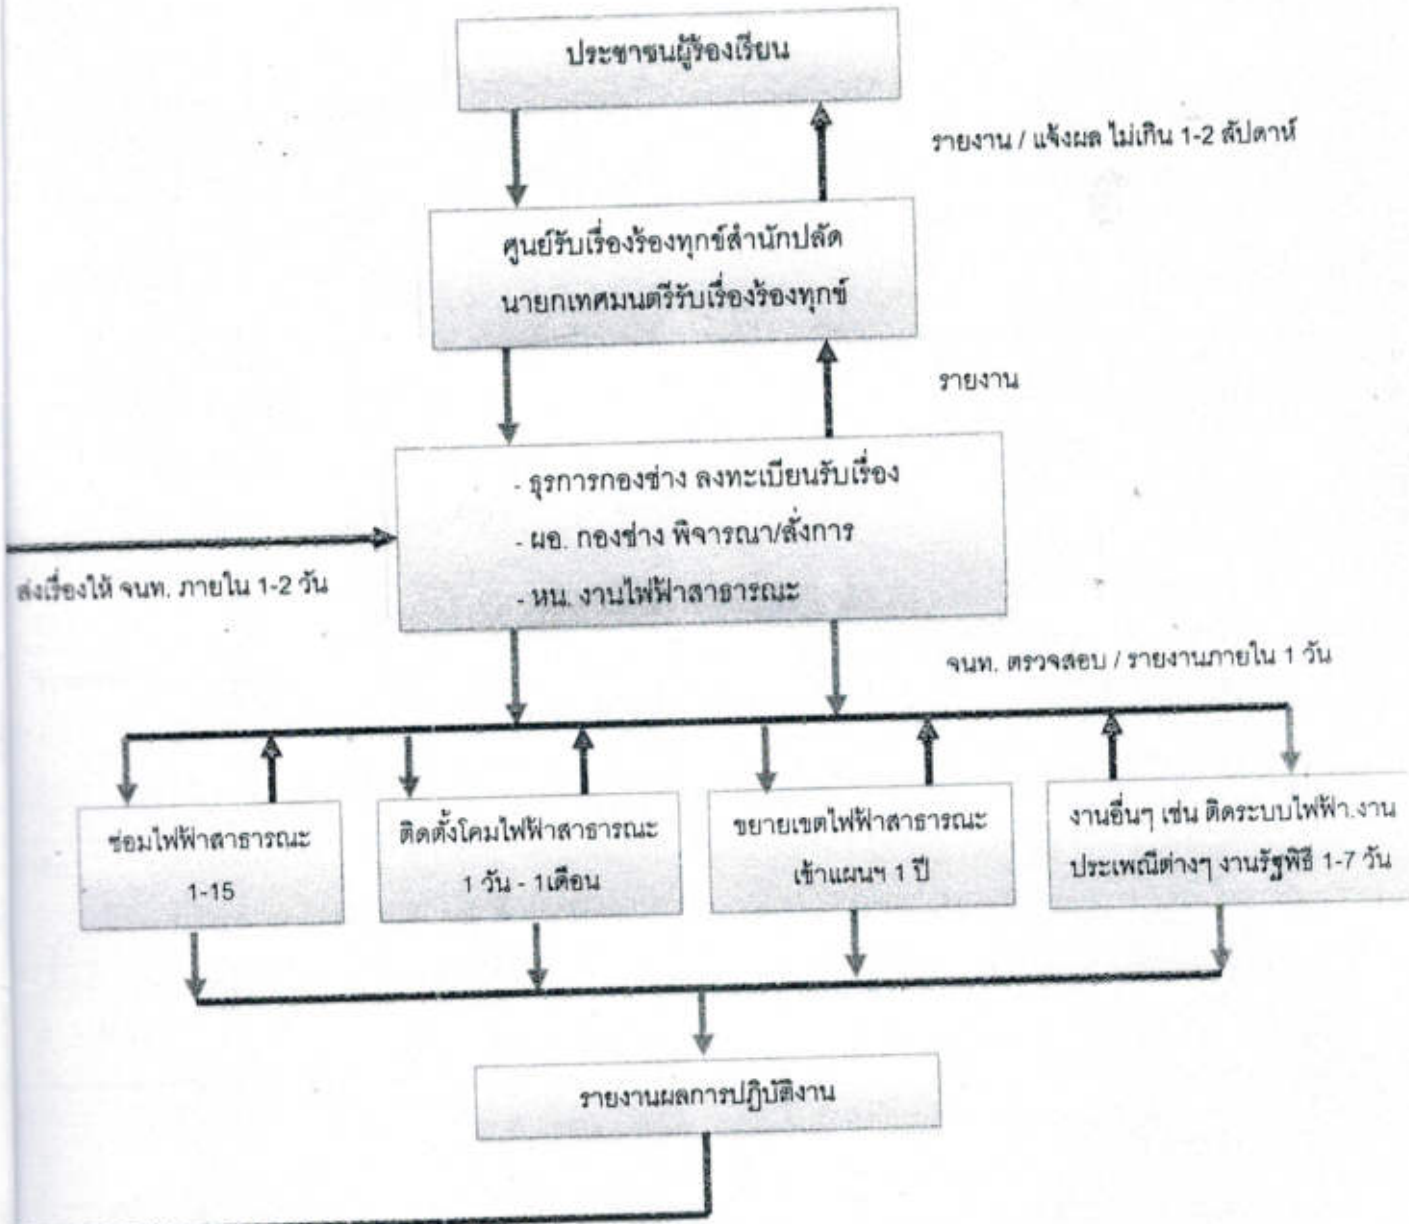 ประชาชนผู้ร้องเรียน
รายงาน / แจ้งผล ไม่เกิน 1-2 สัปดาห์
ศูนย์รับเรื่องร้องทุกข์สำนักปลัด
นายกเทศมนตรีรับเรื่องร้องทุกข์
รายงาน
- ธุรการกองช่าง ลงทะเบียนรับเรื่อง
- ผอ. กองช่าง พิจารณา/สั่งการ
- หน. งานไฟฟ้าสาธารณะ
ส่งเรื่องให้ จนท. ภายใน 1-2 วัน
จนท. ตรวจสอบ / รายงานภายใน 1 วัน
ซ่อมไฟฟ้าสาธารณะ
1-15
ติดตั้งโคมไฟฟ้าสาธารณะ
1 วัน - 1เดือน
ขยายเขตไฟฟ้าสาธารณะ
เข้าแผนฯ 1 ปี
งานอื่นๆ เช่น ติดระบบไฟฟ้า.งาน
ประเพณีต่างๆ งานรัฐพิธี 1-7 วัน
รายงานผลการปฏิบัติงาน